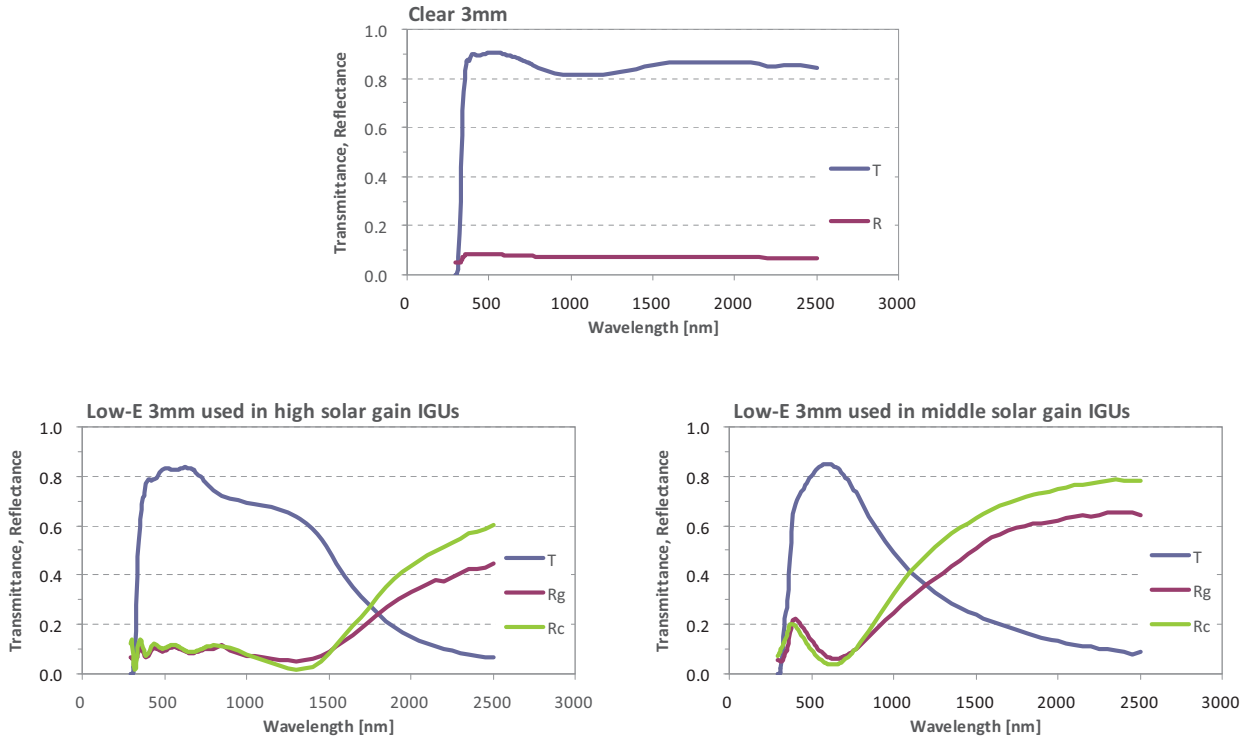 Clear 3mm
Transmittance, Reflectance
1.0
0.8
0.6
0.4
0.2
0.0
T
R
0 500 1000 1500 2000 2500 3000
Wavelength [nm]
Low-E 3mm used in high solar gain IGUs
Transmittance, Reflectance
1.0
0.8
0.6
0.4
0.2
0.0
T
Rg
Rc
0 500 1000 1500 2000 2500 3000
Wavelength [nm]
Low-E 3mm used in middle solar gain IGUs
Transmittance, Reflectance
1.0
0.8
0.6
0.4
0.2
0.0
T
Rg
Rc
0 500 1000 1500 2000 2500 3000
Wavelength [nm]